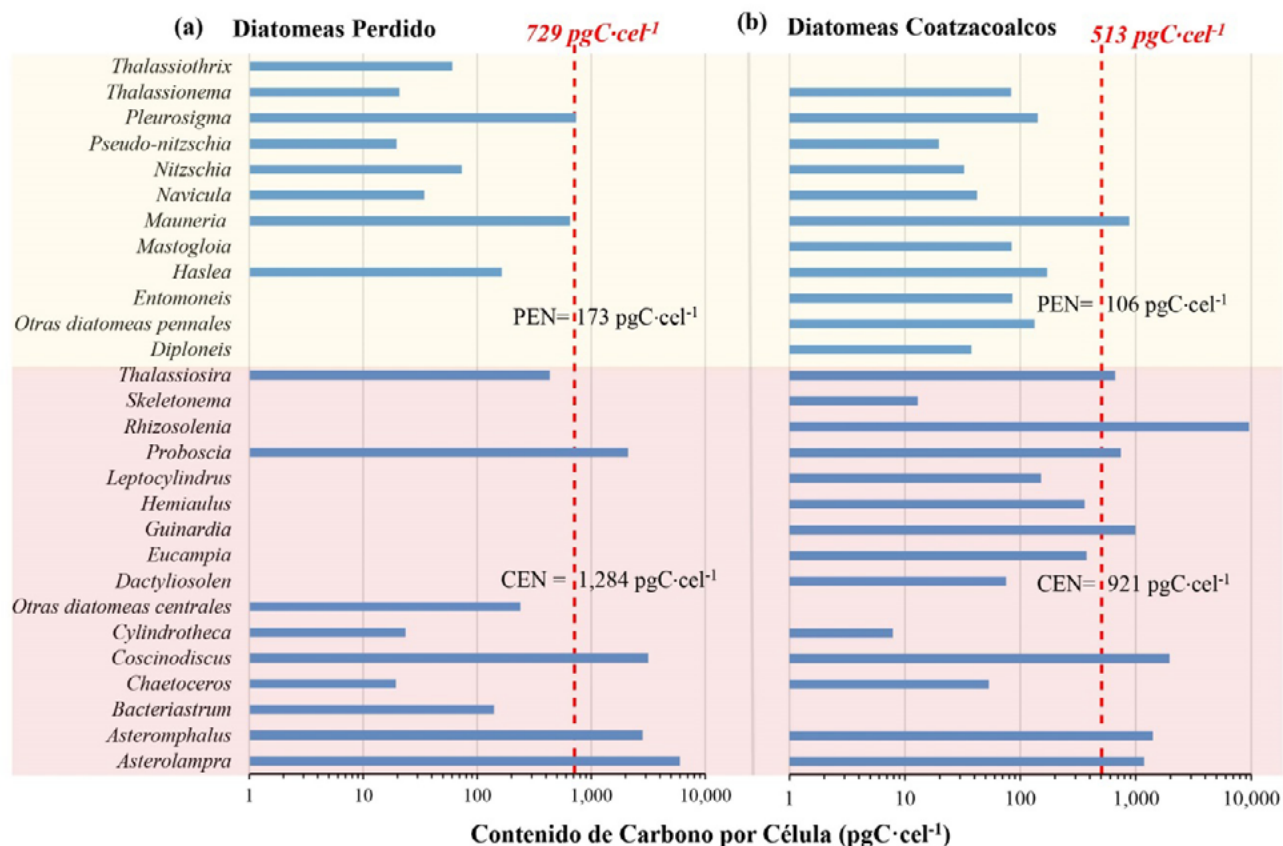 (a) Diatomeas Perdido
729 pgC·cel-1
(b) Diatomeas Coatzacoalcos
513 pgC·cel-1
Thalassiothrix
Thalassionema
Pleurosigma
Pseudo-nitzschia
Nitzschia
Navicula
Mauneria
Mastogloia
Haslea
Entomoneis
Otras diatomeas pennales
Diploneis
Thalassiosira
Skeletonema
Rhizosolenia
Proboscia
Leptocylindrus
Hemiaulus
Guinardia
Eucampia
Dactyliosolen
Otras diatomeas centrales
Cylindrotheca
Coscinodiscus
Chaetoceros
Bacteriastrum
Asteromphalus
Asterolampra
PEN= 173 pgC·cel-1
CEN = 1,284 pgC·cel-1
PEN= 106 pgC·cel-1
CEN= 921 pgC·cel-1
1 10 100 1,000 10,000
1 10 100 1,000 10,000
Contenido de Carbono por Célula (pgC·cel-1)